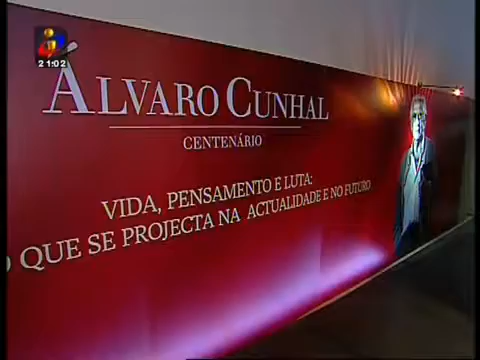 21:02
ÁLVARO CUNHAL
CENTENÁRIO
VIDA, PENSAMENTO E LUTA:
O QUE SE PROJECTA NA ACTUALIDADE E NO FUTURO